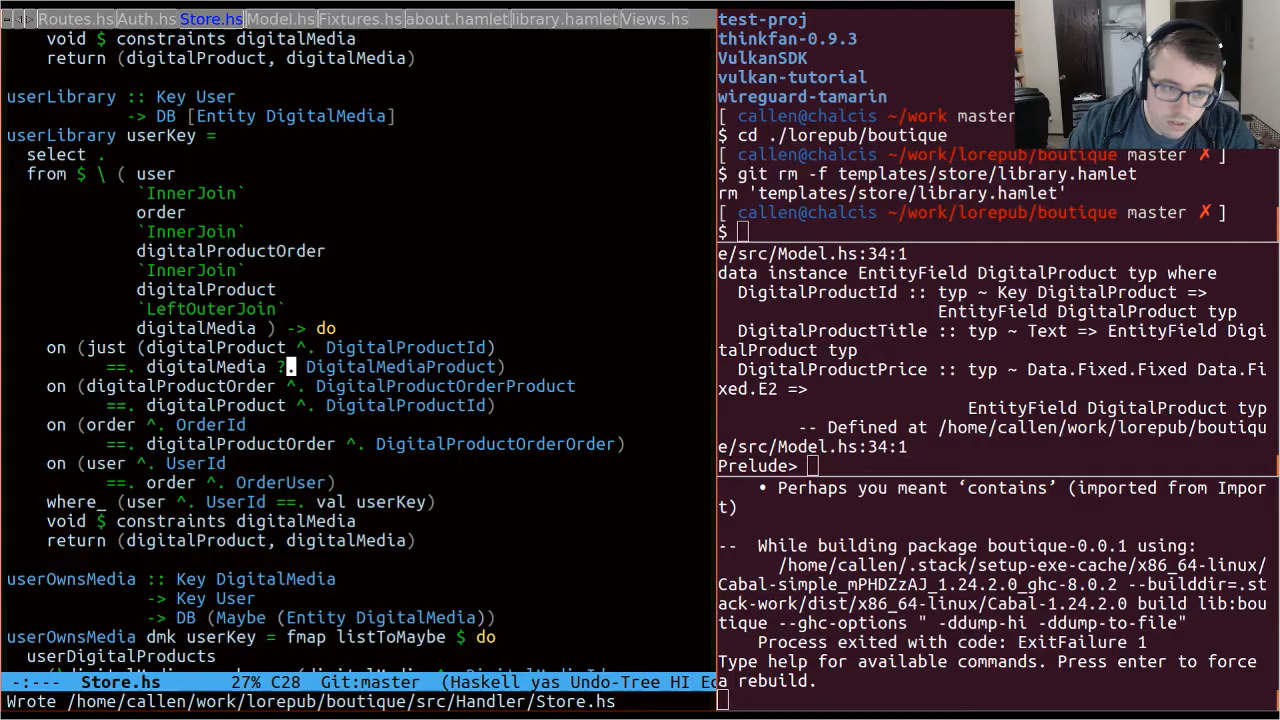 Routes.hs Auth.hs Store.hs Model.hs Fixtures.hs about.hamlet library.hamlet Views.hs
void $ constraints digitalMedia
return (digitalProduct, digitalMedia)
userLibrary :: Key User
-> DB [Entity DigitalMedia]
userLibrary userKey =
select .
from $ \ ( user
`InnerJoin`
order
`InnerJoin`
digitalProductOrder
`InnerJoin`
digitalProduct
`LeftOuterJoin`
digitalMedia ) -> do
on (just (digitalProduct ^. DigitalProductId)
==. digitalMedia ?. DigitalMediaProduct)
on (digitalProductOrder ^. DigitalProductOrderProduct
==. digitalProduct ^. DigitalProductId)
on (order ^. OrderId
==. digitalProductOrder ^. DigitalProductOrderOrder)
on (user ^. UserId
==. order ^. OrderUser)
where_ (user ^. UserId ==. val userKey)
void $ constraints digitalMedia
return (digitalProduct, digitalMedia)
userOwnsMedia :: Key DigitalMedia
-> Key User
-> DB (Maybe (Entity DigitalMedia))
userOwnsMedia dmk userKey = fmap listToMaybe $ do
userDigitalProducts
-:--- Store.hs 27% C28 Git:master (Haskell yas Undo-Tree HI Ec
Wrote /home/callen/work/lorepub/boutique/src/Handler/Store.hs
test-proj
thinkfan-0.9.3
VulkanSDK
vulkan-tutorial
wireguard-tamarin
[ callen@chalcis ~/work master
$ cd ./lorepub/boutique
[ callen@chalcis ~/work/lorepub/boutique master ✗ ]
$ git rm -f templates/store/library.hamlet
rm 'templates/store/library.hamlet'
[ callen@chalcis ~/work/lorepub/boutique master ✗ ]
$
e/src/Model.hs:34:1
data instance EntityField DigitalProduct typ where
DigitalProductId :: typ ~ Key DigitalProduct =>
EntityField DigitalProduct typ
DigitalProductTitle :: typ ~ Text => EntityField Digi
talProduct typ
DigitalProductPrice :: typ ~ Data.Fixed.Fixed Data.Fi
xed.E2 =>
EntityField DigitalProduct typ
-- Defined at /home/callen/work/lorepub/boutiqu
e/src/Model.hs:34:1
Prelude>
• Perhaps you meant ‘contains’ (imported from Impor
t)
-- While building package boutique-0.0.1 using:
/home/callen/.stack/setup-exe-cache/x86_64-linux/
Cabal-simple_mPHDZzAJ_1.24.2.0_ghc-8.0.2 --builddir=.st
ack-work/dist/x86_64-linux/Cabal-1.24.2.0 build lib:bou
tique --ghc-options " -ddump-hi -ddump-to-file"
Process exited with code: ExitFailure 1
Type help for available commands. Press enter to force
a rebuild.